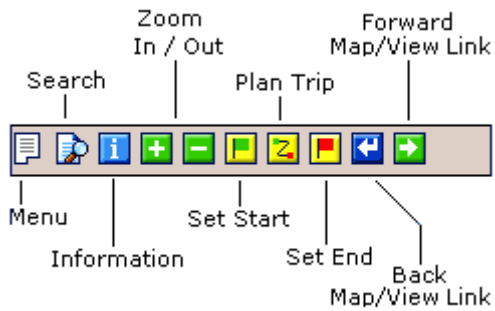 Zoom
In / Out
Forward
Map/View Link
Search
Plan Trip
i
Menu
Set Start
Information
Set End
Back
Map/View Link